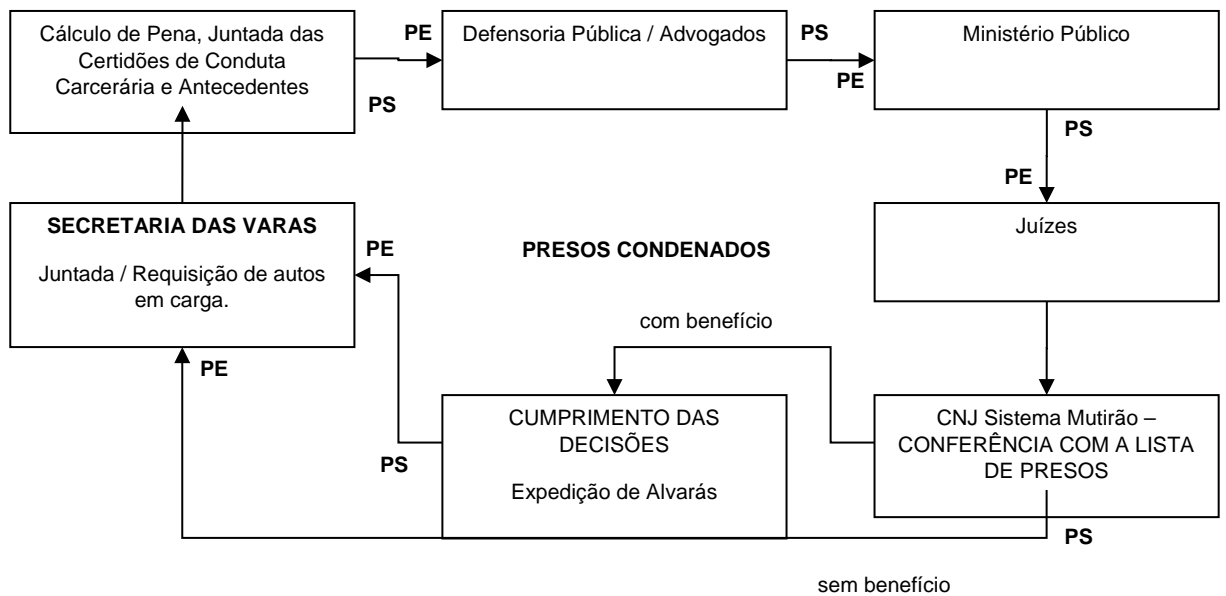 Cálculo de Pena, Juntada das
Certidões de Conduta
Carcerária e Antecedentes
PE
PS
Defensoria Pública / Advogados
PS
PE
Ministério Público
PS
PE
SECRETARIA DAS VARAS
Juntada / Requisição de autos
em carga.
PE
PRESOS CONDENADOS
Juízes
com benefício
PE
CUMPRIMENTO DAS
DECISÕES
Expedição de Alvarás
PS
CNJ Sistema Mutirão –
CONFERÊNCIA COM A LISTA
DE PRESOS
PS
sem benefício